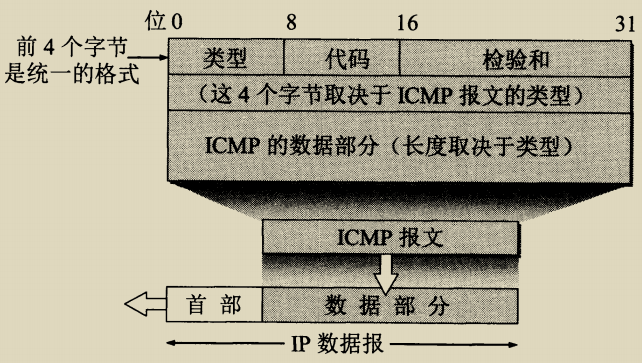 位 0 8 16 31
前 4 个字节
是统一的格式
类型 代码 检验和
(这 4 个字节取决于 ICMP 报文的类型)
ICMP 的数据部分(长度取决于类型)
ICMP 报文
首 部 数 据 部 分
IP 数据报